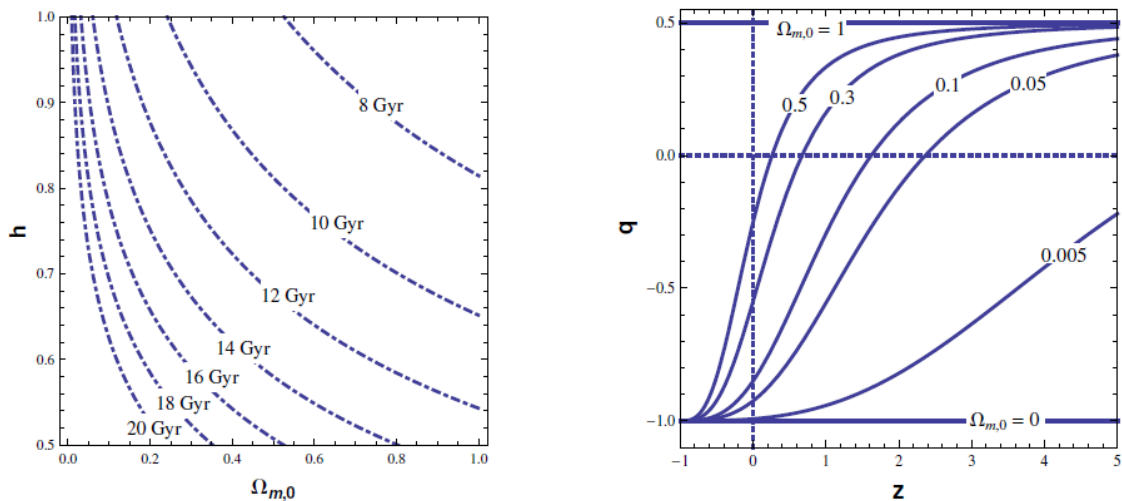 1.0
0.9
0.8
0.7
0.6
0.5
h
8 Gyr
10 Gyr
12 Gyr
14 Gyr
16 Gyr
18 Gyr
20 Gyr
0.0 0.2 0.4 0.6 0.8 1.0
Ωm,0
0.5
0.0
−0.5
−1.0
q
Ωm,0 = 1
0.5
0.3
0.1
0.05
0.005
Ωm,0 = 0
−1 0 1 2 3 4 5
z